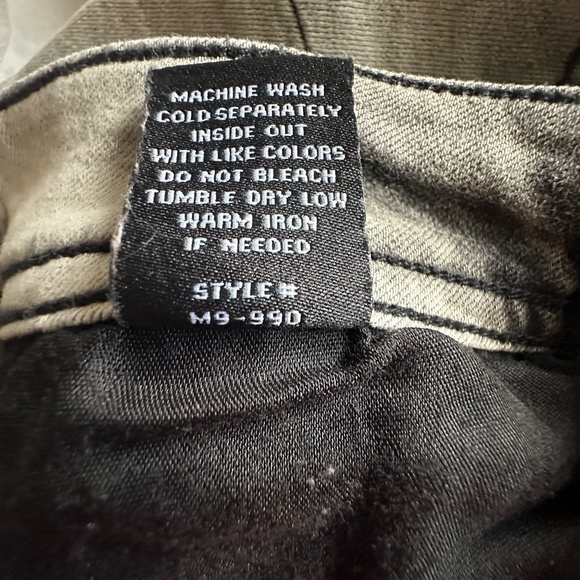 MACHINE WASH
COLD SEPARATELY
INSIDE OUT
WITH LIKE COLORS
DO NOT BLEACH
TUMBLE DRY LOW
WARM IRON
IF NEEDED
STYLE #
M9-99D